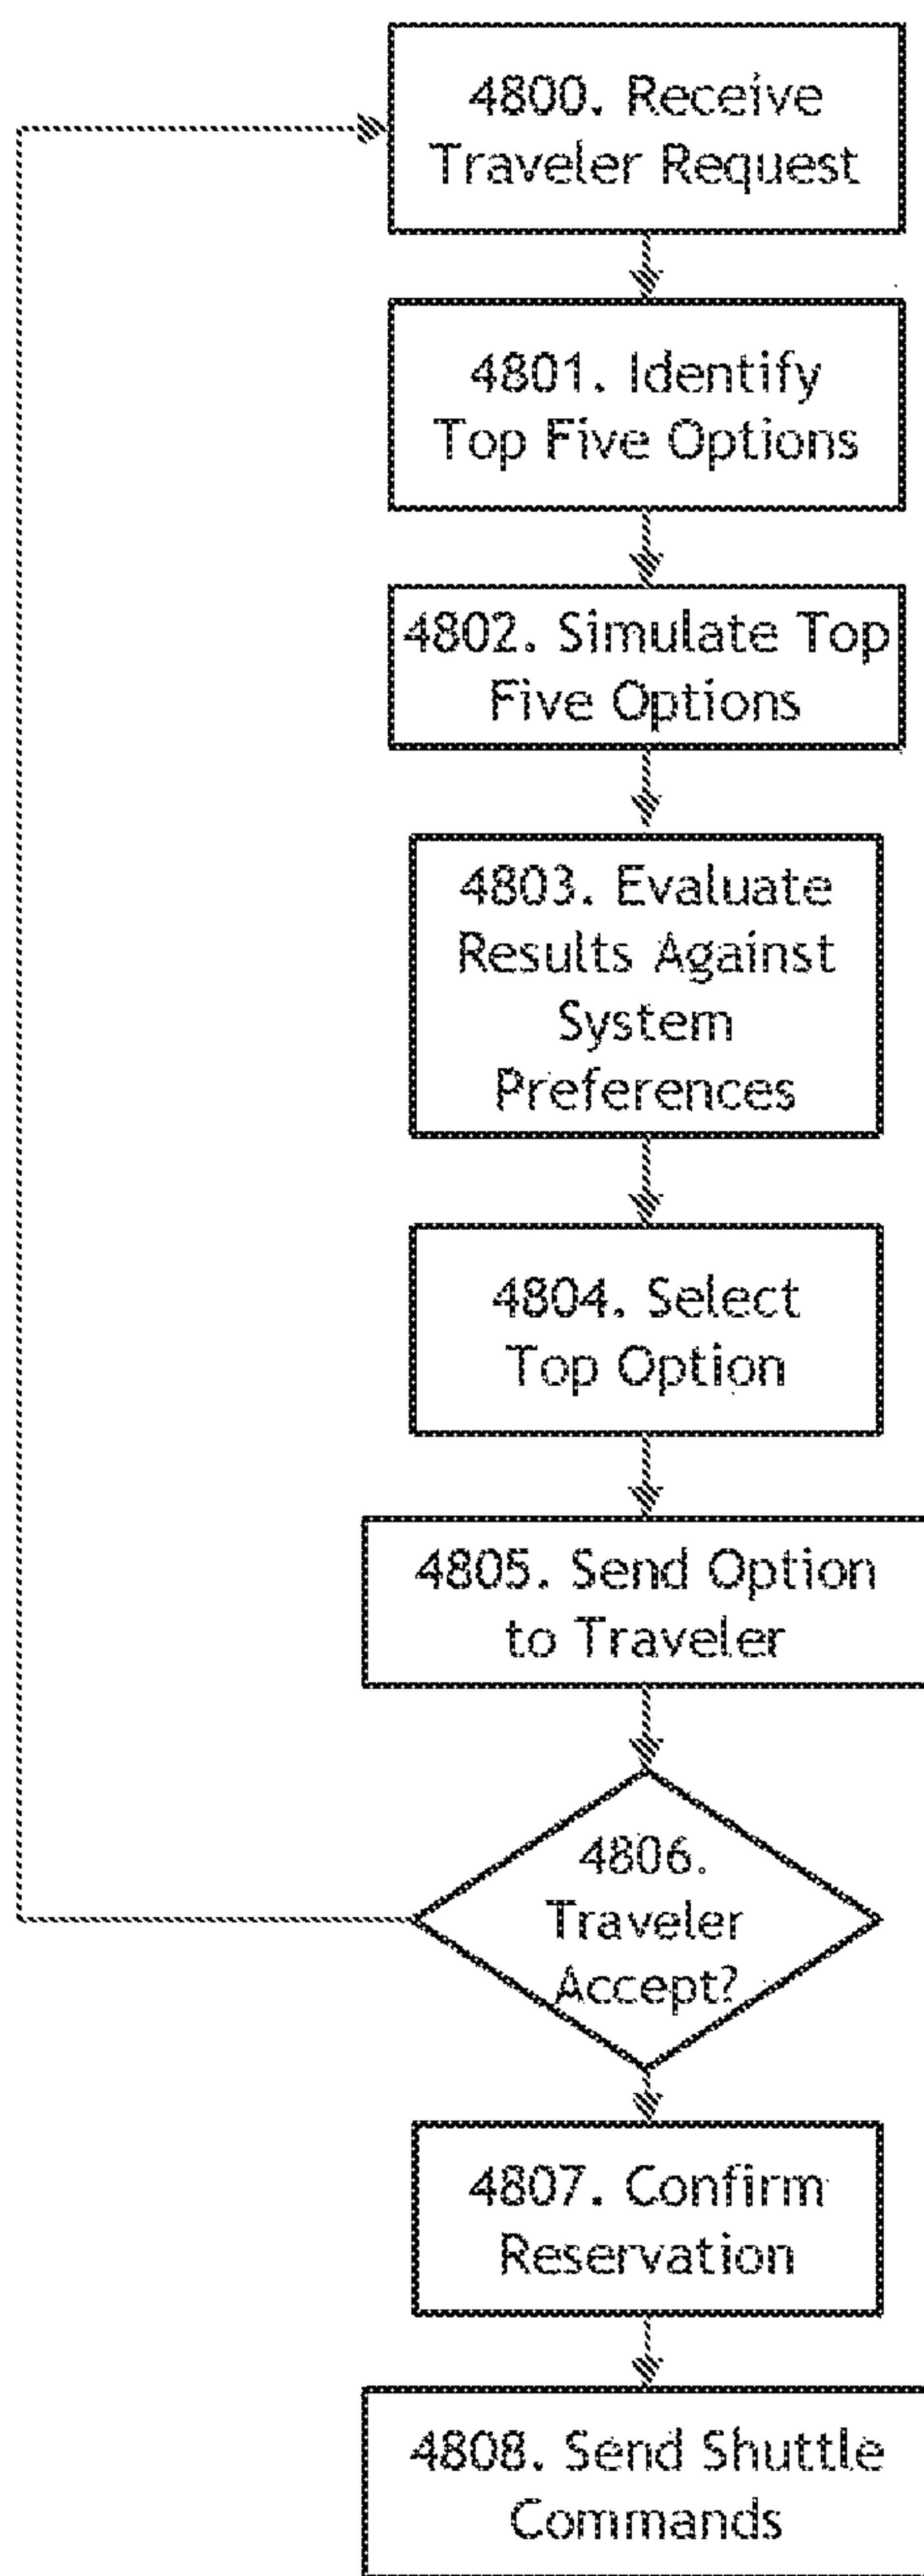 4800. Receive
Traveler Request
4801. Identify
Top Five Options
4802. Simulate Top
Five Options
4803. Evaluate
Results Against
System
Preferences
4804. Select
Top Option
4805. Send Option
to Traveler
4806.
Traveler
Accept?
4807. Confirm
Reservation
4808. Send Shuttle
Commands